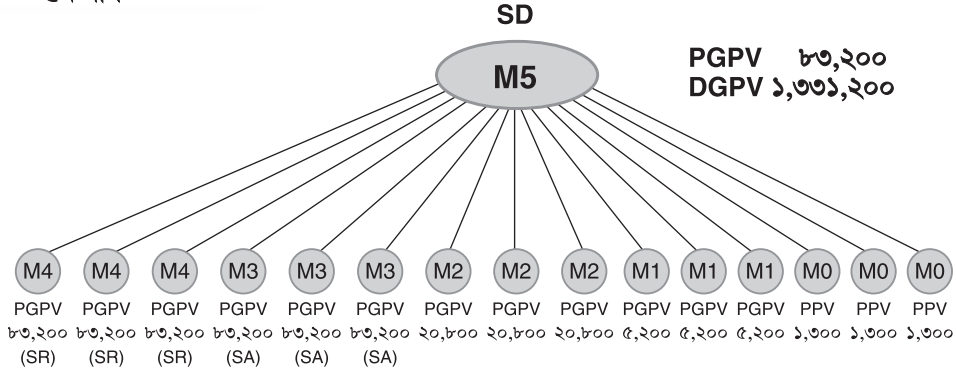 SD
M5
PGPV ৮৩,২০০
DGPV ১,৩৩১,২০০
M4 M4 M4 M3 M3 M3 M2 M2 M2 M1 M1 M1 M0 M0 M0
PGPV PGPV PGPV PGPV PGPV PGPV PGPV PGPV PGPV PGPV PGPV PGPV PPV PPV PPV
৮৩,২০০ ৮৩,২০০ ৮৩,২০০ ৮৩,২০০ ৮৩,২০০ ৮৩,২০০ ২০,৮০০ ২০,৮০০ ২০,৮০০ ৫,২০০ ৫,২০০ ৫,২০০ ১,৩০০ ১,৩০০ ১,৩০০
(SR) (SR) (SR) (SA) (SA) (SA)